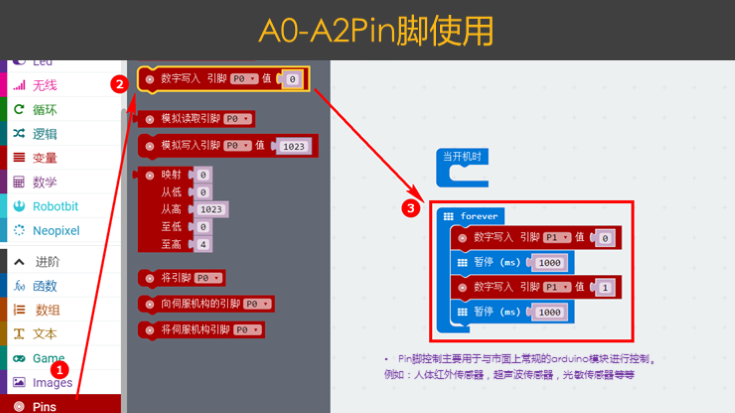 A0-A2Pin脚使用
Led
无线
循环
逻辑
变量
数学
Robotbit
Neopixel
进阶
函数
数组
文本
Game
Images
Pins
1
2
数字写入 引脚 P0 值 0
模拟读取引脚 P0
模拟写入引脚 P0 值 1023
映射 0
从低 0
从高 1023
至低 0
至高 4
将引脚 P0
向伺服机构的引脚 P0
将伺服机构引脚 P0
当开机时
3
forever
数字写入 引脚 P1 值 0
暂停 (ms) 1000
数字写入 引脚 P1 值 1
暂停 (ms) 1000
• Pin脚控制主要用于与市面上常规的arduino模块进行控制。
例如：人体红外传感器，超声波传感器，光敏传感器等等